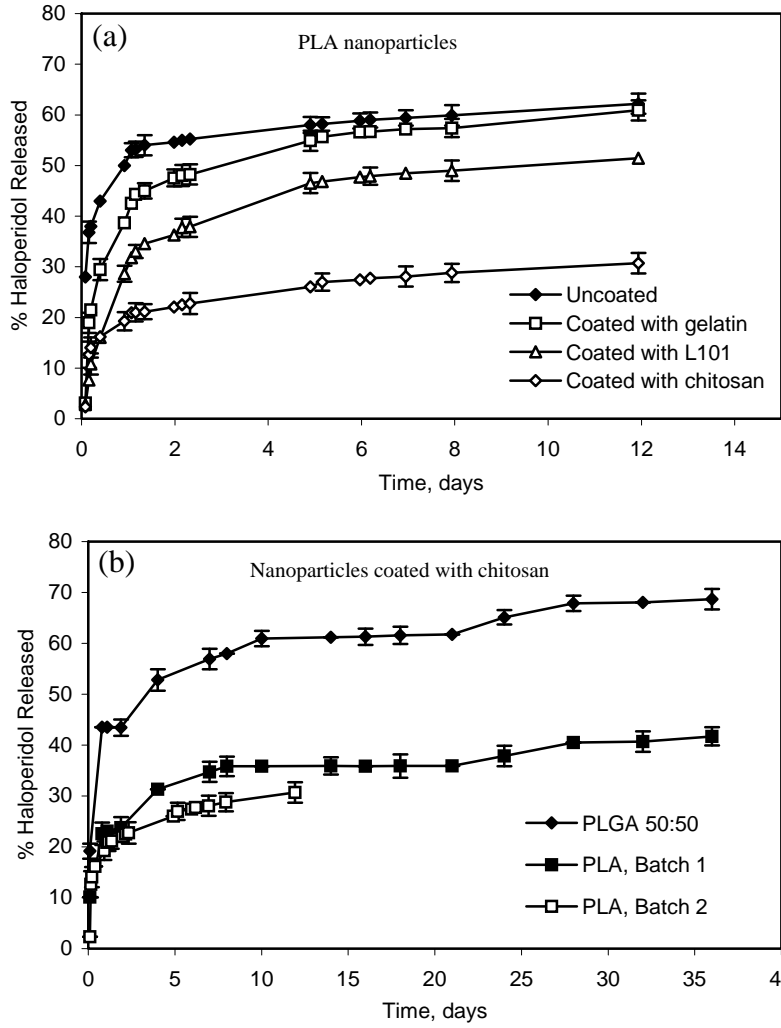 (a)
PLA nanoparticles
% Haloperidol Released
80
70
60
50
40
30
20
10
0
Uncoated
Coated with gelatin
Coated with L101
Coated with chitosan
0 2 4 6 8 10 12 14
Time, days
(b)
Nanoparticles coated with chitosan
% Haloperidol Released
80
70
60
50
40
30
20
10
0
PLGA 50:50
PLA, Batch 1
PLA, Batch 2
0 5 10 15 20 25 30 35 4
Time, days